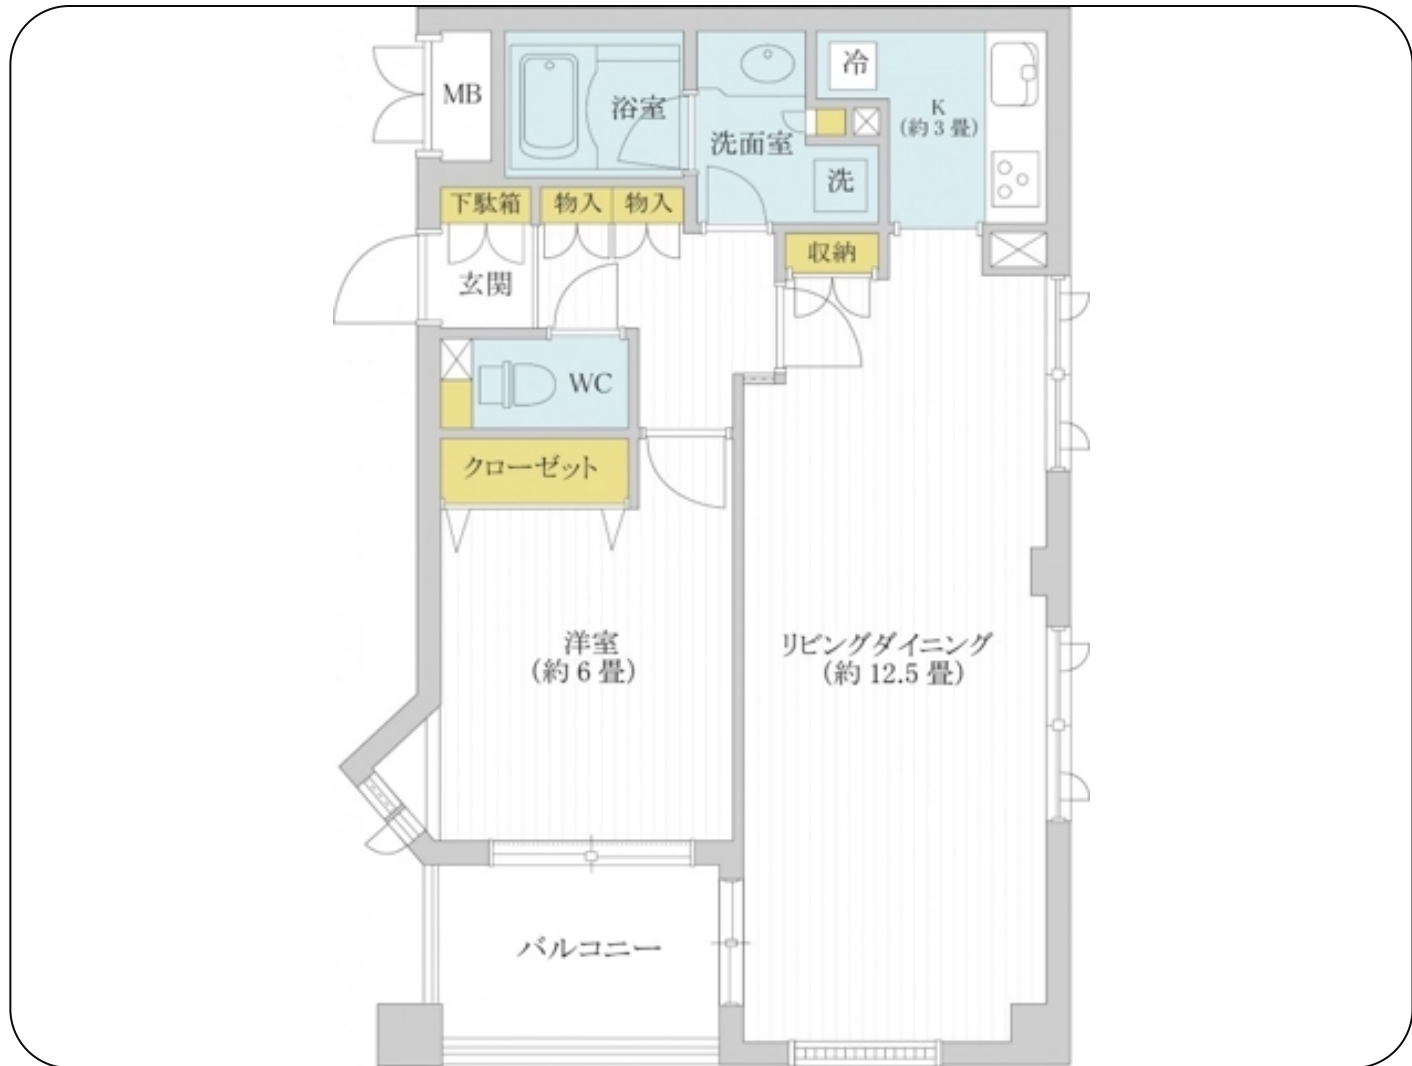 MB
浴室
洗面室
冷
K
(約3畳)
洗
下駄箱
物入
物入
収納
玄関
WC
クローゼット
洋室
(約6畳)
リビングダイニング
(約12.5畳)
バルコニー